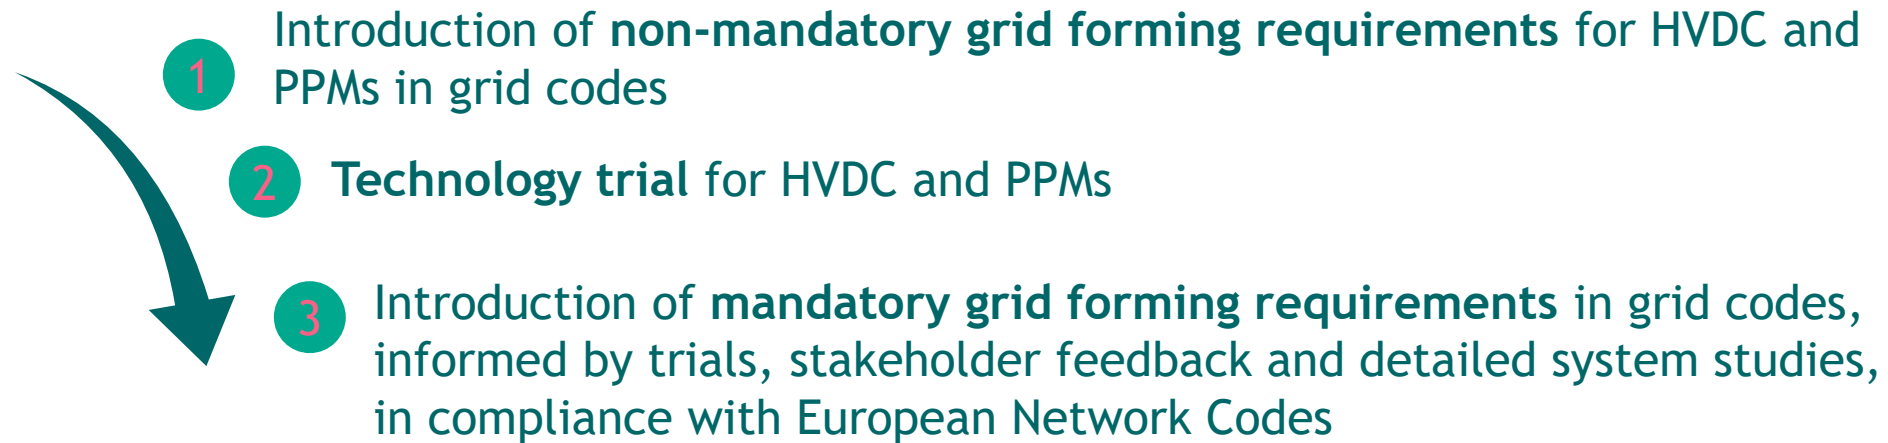 1
Introduction of non-mandatory grid forming requirements for HVDC and
PPMs in grid codes
2
Technology trial for HVDC and PPMs
3
Introduction of mandatory grid forming requirements in grid codes,
informed by trials, stakeholder feedback and detailed system studies,
in compliance with European Network Codes